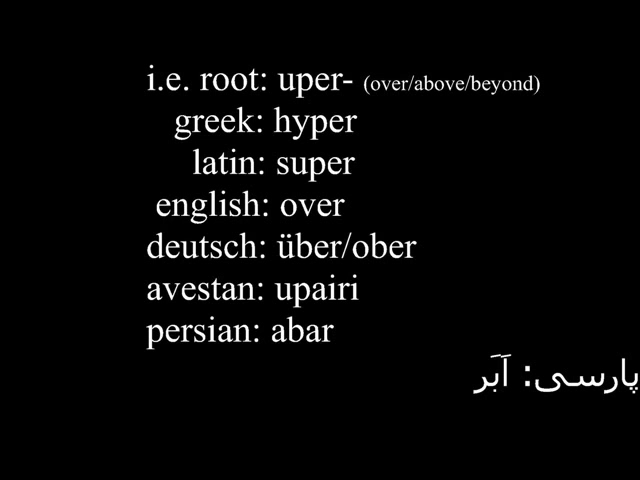 i.e. root: uper- (over/above/beyond)
greek: hyper
latin: super
english: over
deutsch: über/ober
avestan: upairi
persian: abar
پارسی: اَبَر